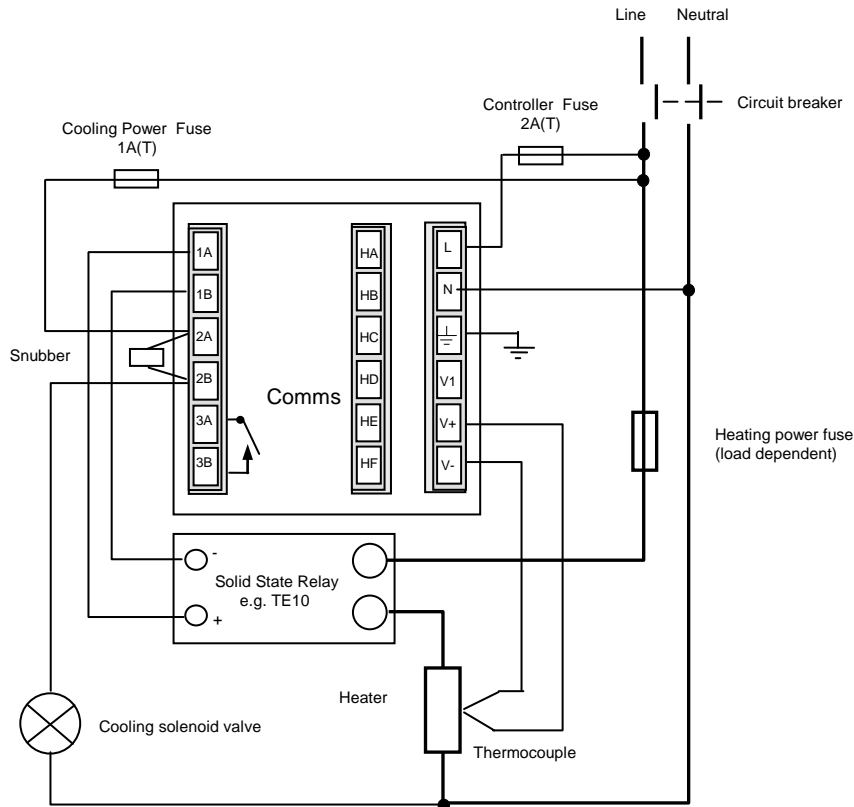 Line Neutral
Circuit breaker
Controller Fuse
2A(T)
Cooling Power Fuse
1A(T)
1A
1B
2A
2B
3A
3B
Snubber
Comms
HA
HB
HC
HD
HE
HF
L
N
V1
V+
V-
Heating power fuse
(load dependent)
-
+
Solid State Relay
e.g. TE10
Heater
Thermocouple
Cooling solenoid valve